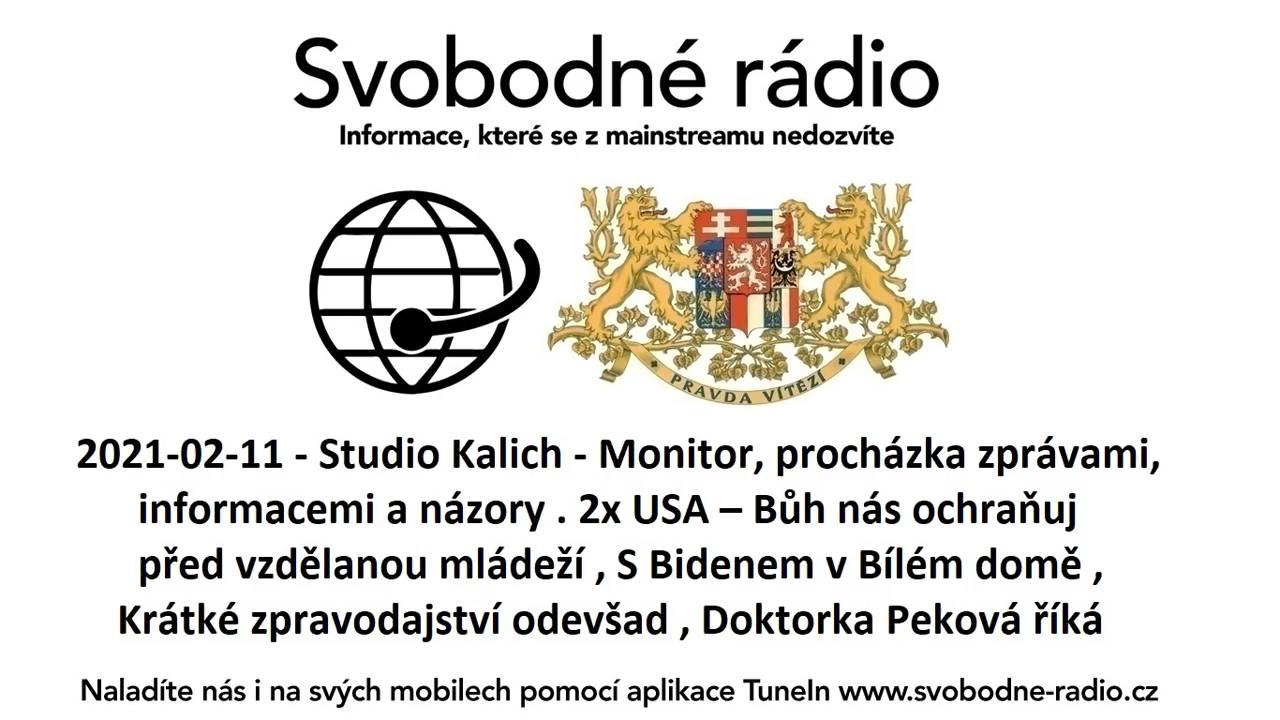 Svobodné rádio
Informace, které se z mainstreamu nedozvíte
PRAVDA VÍTĚZÍ
2021-02-11 - Studio Kalich - Monitor, procházka zprávami,
informacemi a názory . 2x USA – Bůh nás ochraňuj
před vzdělanou mládeží , S Bidenem v Bílém domě ,
Krátké zpravodajství odevšad , Doktorka Peková říká
Naladíte nás i na svých mobilech pomocí aplikace TuneIn www.svobodne-radio.cz